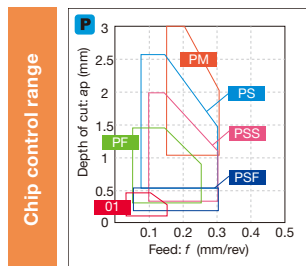 Chip control range
P
Depth of cut: ap (mm)
3
2.5
2
1.5
1
0.5
0
PM
PS
PSS
PF
PSF
01
0.1
0.2
0.3
0.4
0.5
Feed: f (mm/rev)